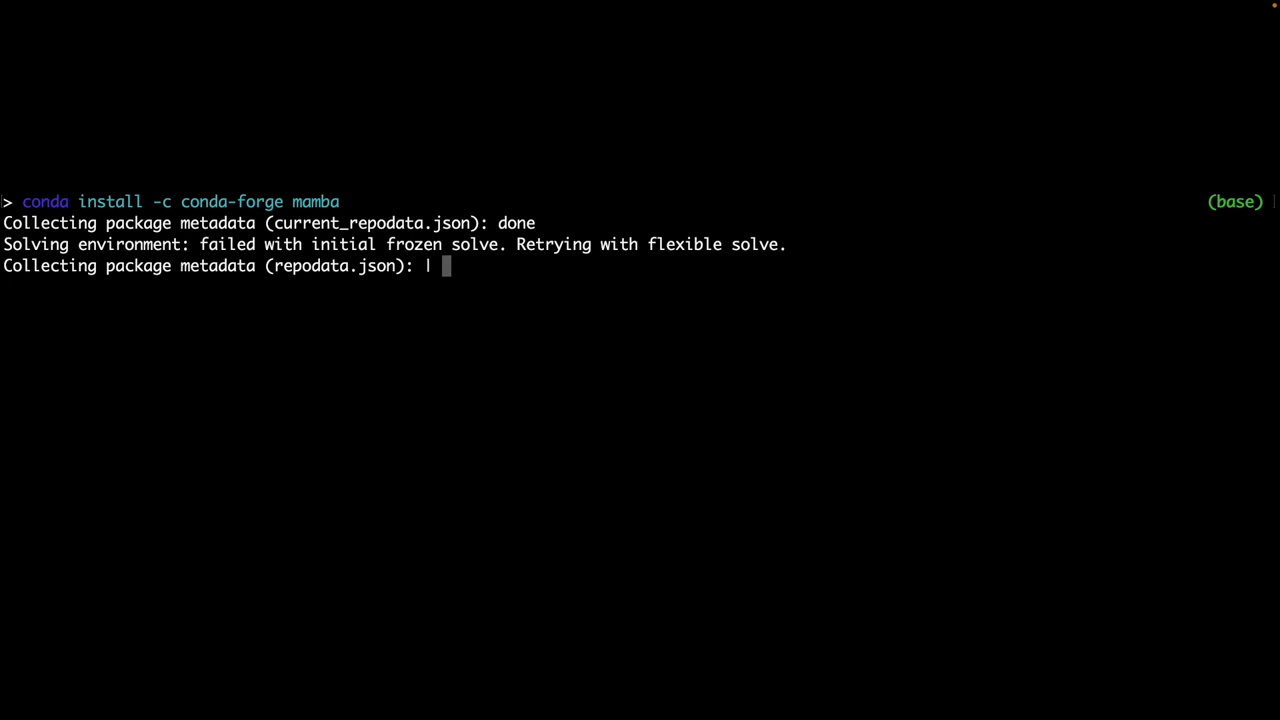 > conda install -c conda-forge mamba (base)
Collecting package metadata (current_repodata.json): done
Solving environment: failed with initial frozen solve. Retrying with flexible solve.
Collecting package metadata (repodata.json): |